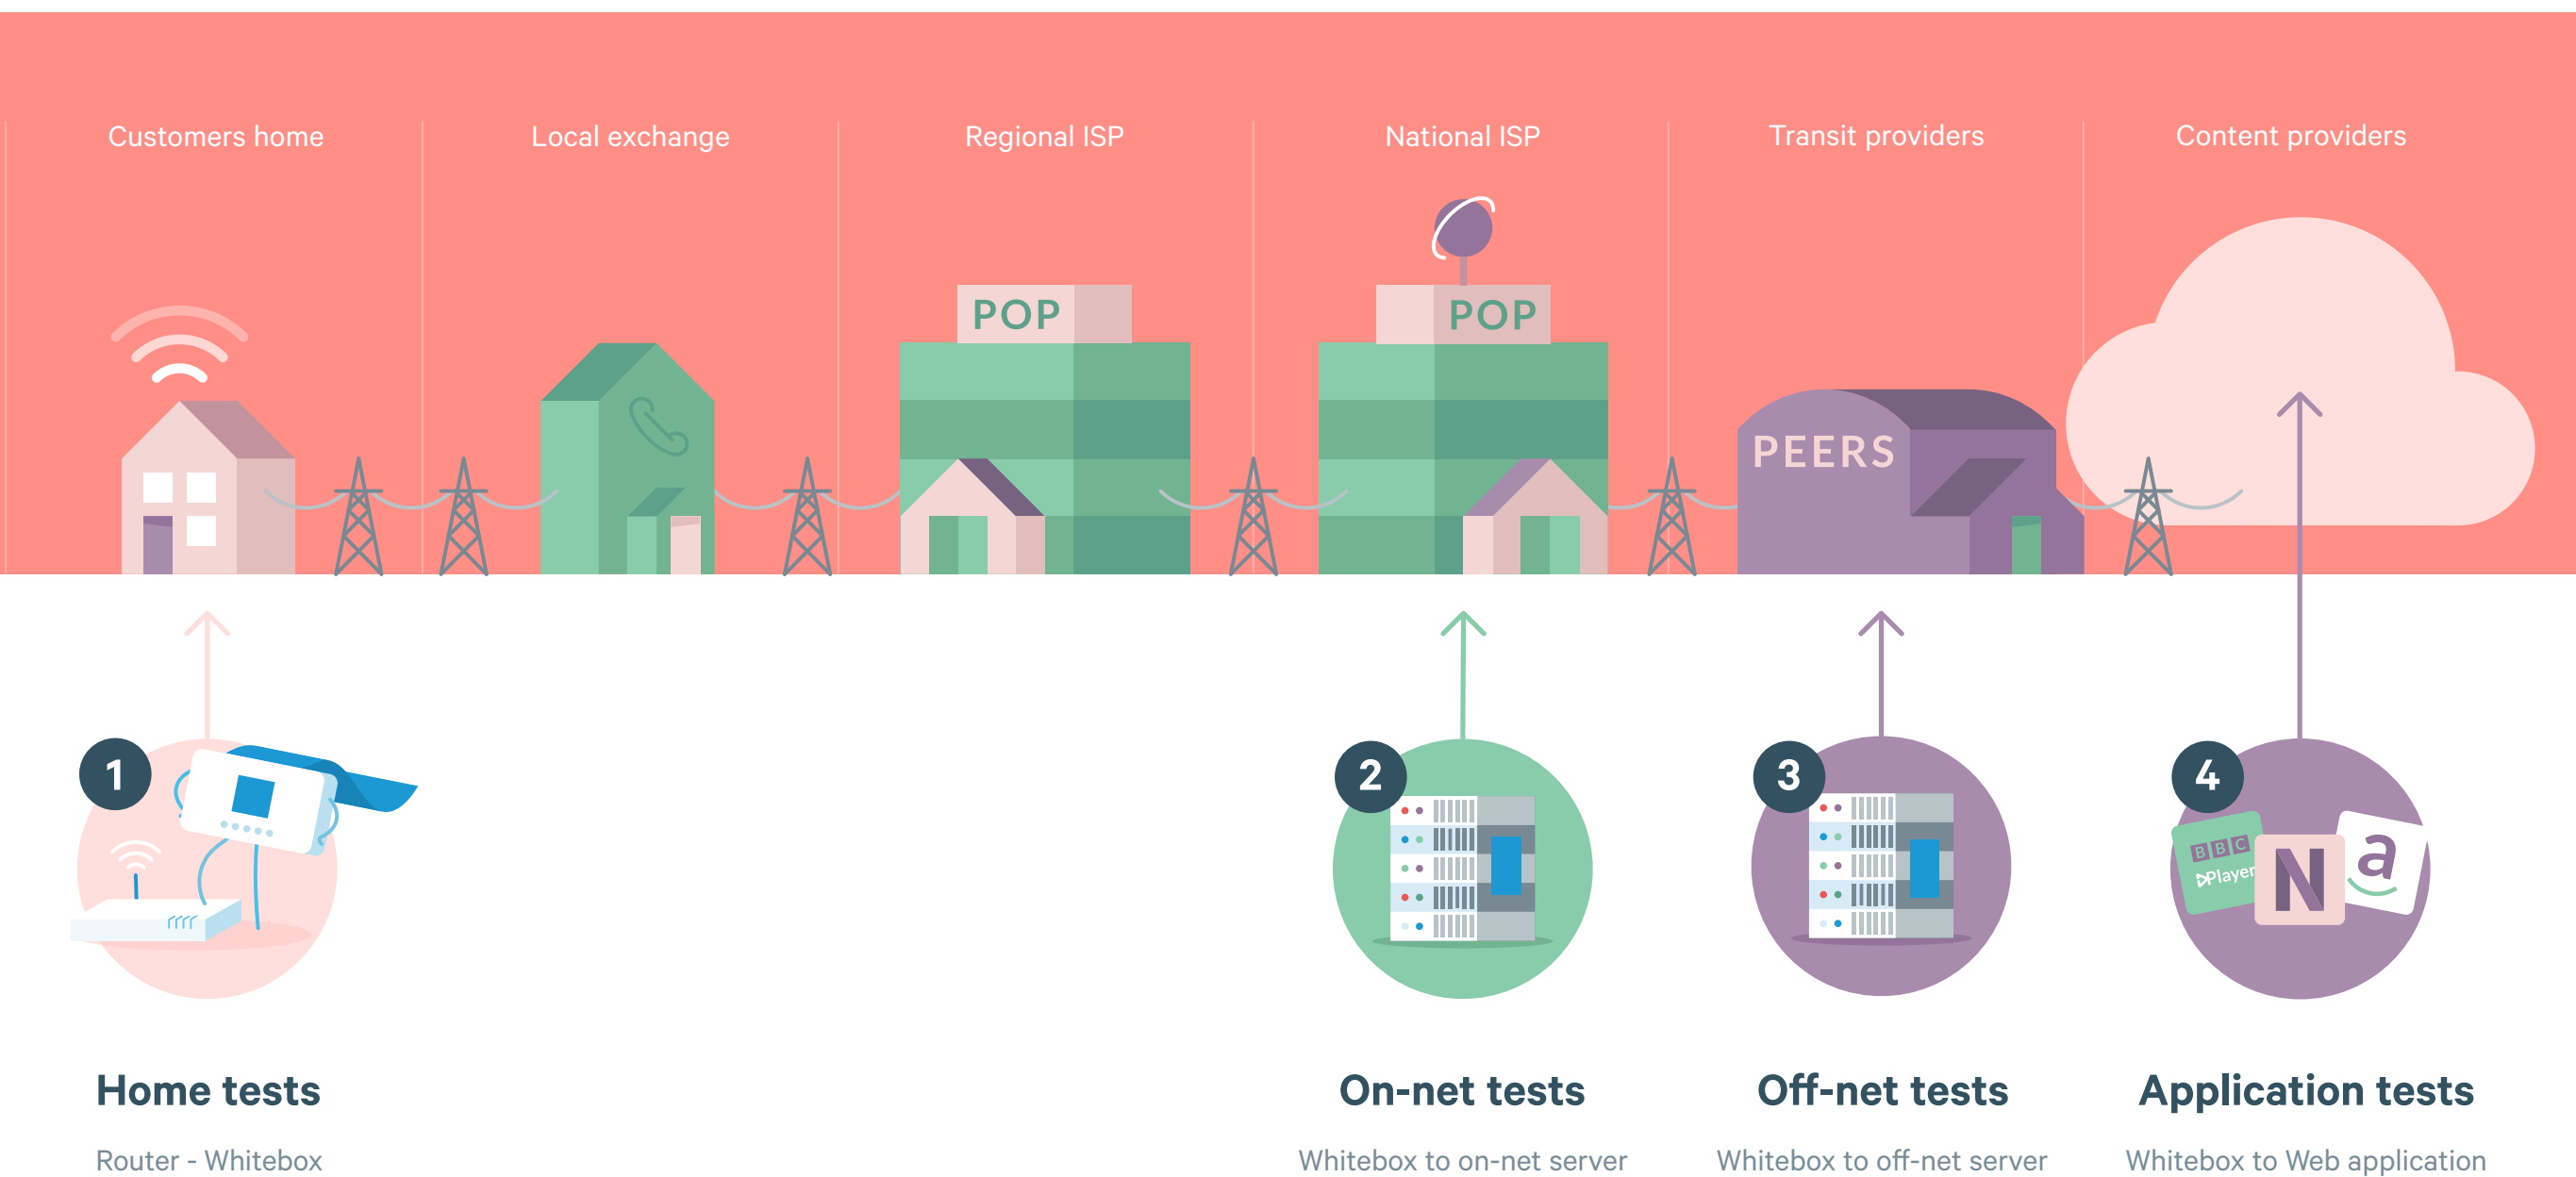 Customers home
Local exchange
Regional ISP
National ISP
Transit providers
Content providers
POP
POP
PEERS
1
2
3
4
BBC
iPlayer
N
a
Home tests
On-net tests
Off-net tests
Application tests
Router - Whitebox
Whitebox to on-net server
Whitebox to off-net server
Whitebox to Web application